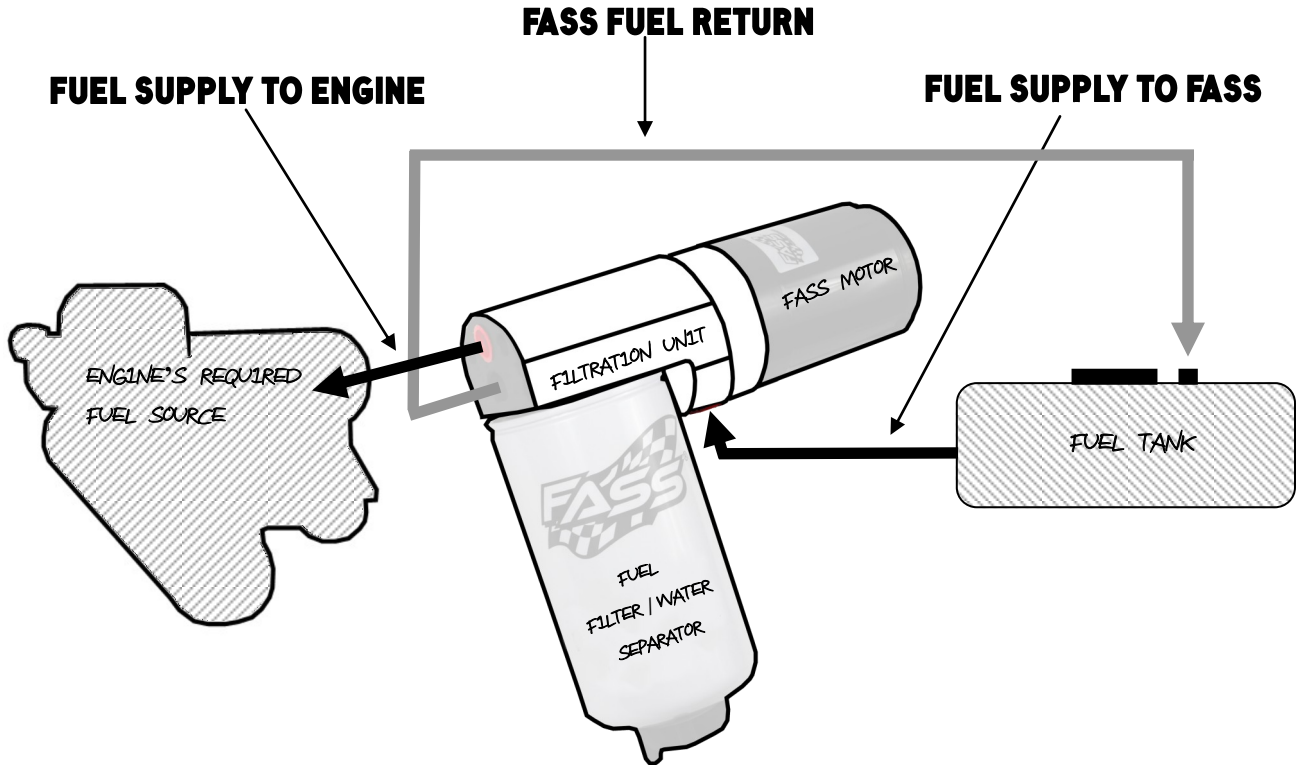 FASS FUEL RETURN
FUEL SUPPLY TO ENGINE
FUEL SUPPLY TO FASS
FASS MOTOR
FILTRATION UNIT
ENGINE'S REQUIRED
FUEL SOURCE
FUEL TANK
FASS
FUEL
FILTER / WATER
SEPARATOR